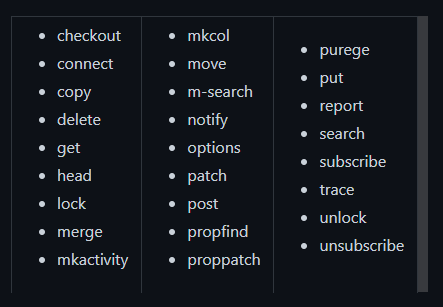 checkout
connect
copy
delete
get
head
lock
merge
mkactivity
mkcol
move
m-search
notify
options
patch
post
propfind
proppatch
purege
put
report
search
subscribe
trace
unlock
unsubscribe